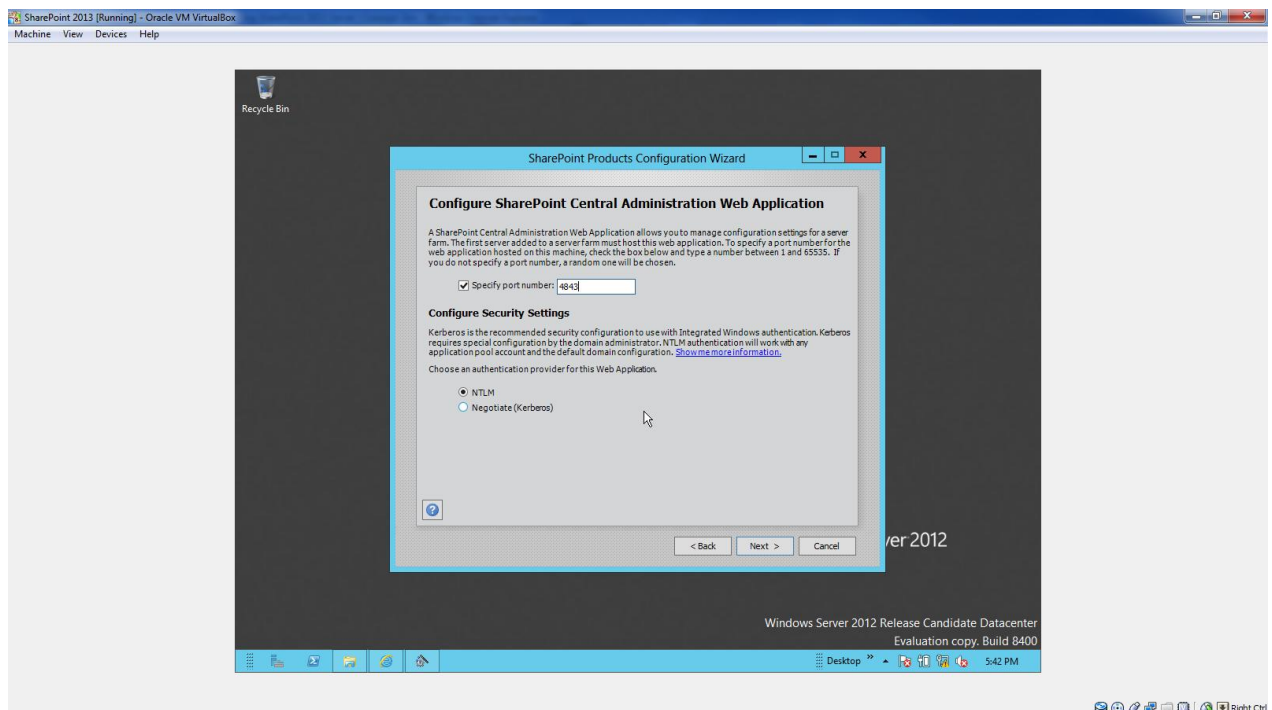 SharePoint 2013 [Running] - Oracle VM VirtualBox
Machine View Devices Help
Recycle Bin
SharePoint Products Configuration Wizard
Configure SharePoint Central Administration Web Application
A SharePoint Central Administration Web Application allows you to manage configuration settings for a server
farm. The first server added to a server farm must host this web application. To specify a port number for the
web application hosted on this machine, check the box below and type a number between 1 and 65535. If
you do not specify a port number, a random one will be chosen.
Specify port number: 4843
Configure Security Settings
Kerberos is the recommended security configuration to use with Integrated Windows authentication. Kerberos
requires special configuration by the domain administrator. NTLM authentication will work with any
application pool account and the default domain configuration. Show me more information.
Choose an authentication provider for this Web Application.
NTLM
Negotiate (Kerberos)
< Back Next > Cancel
ver 2012
Windows Server 2012 Release Candidate Datacenter
Evaluation copy. Build 8400
Desktop 5:42 PM
Right Ctrl